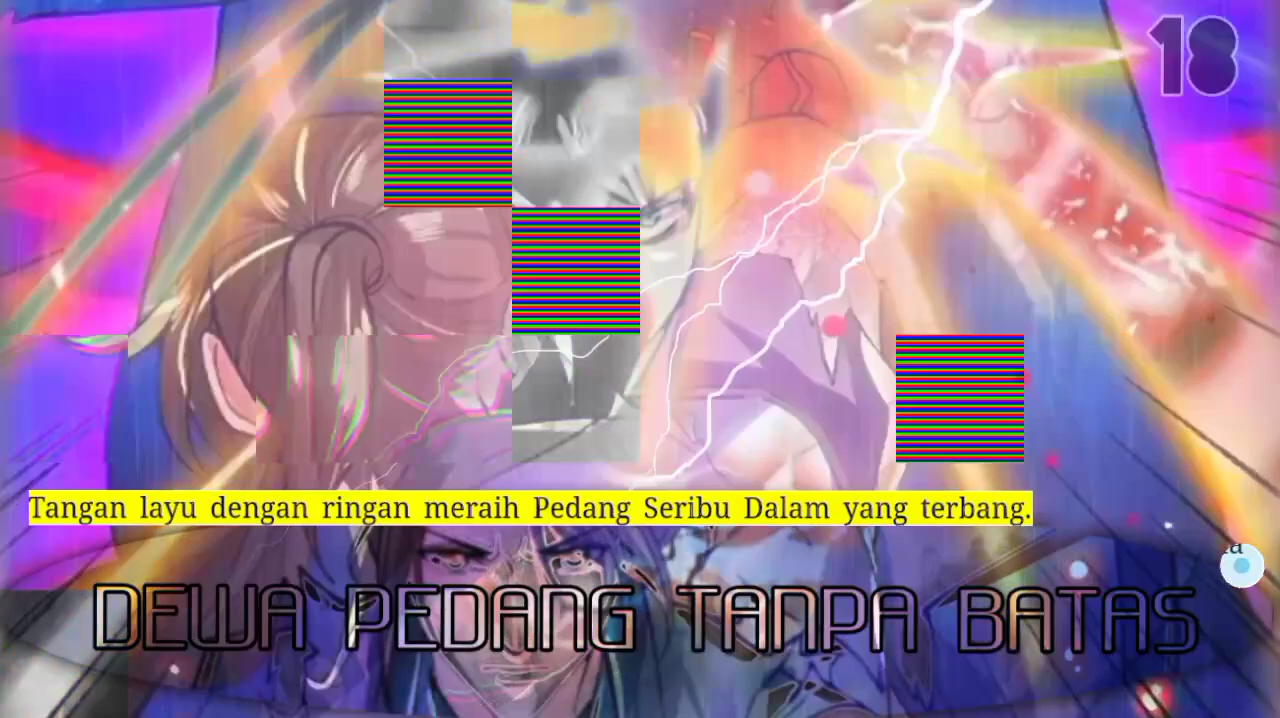 18
Tangan layu dengan ringan meraih Pedang Seribu Dalam yang terbang.
DEWA PEDANG TANPA BATAS